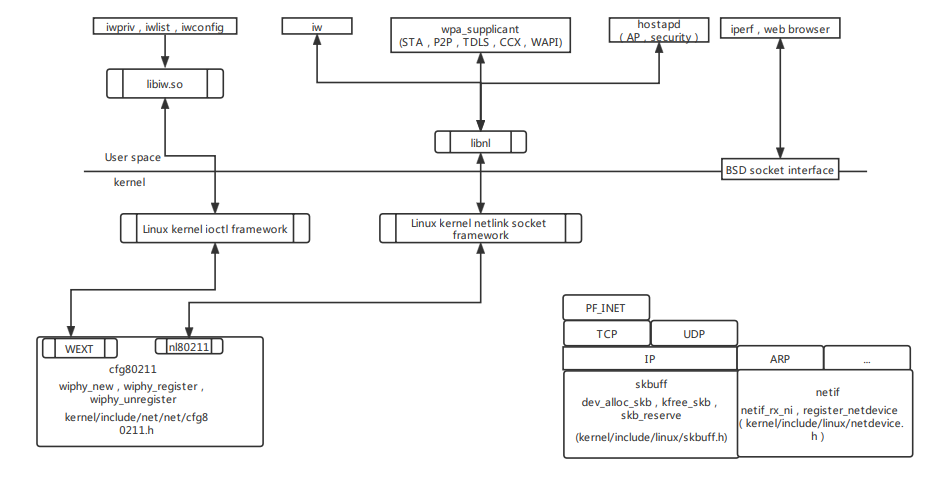 iwpriv , iwlist , iwconfig
iw
wpa_supplicant
(STA , P2P , TDLS , CCX , WAPI)
hostapd
( AP , security )
iperf , web browser
libiw.so
libnl
User space
kernel
BSD socket interface
Linux kernel ioctl framework
Linux kernel netlink socket
framework
WEXT
nl80211
cfg80211
wiphy_new , wiphy_register ,
wiphy_unregister
kernel/include/net/net/cfg8
0211.h
PF_INET
TCP
UDP
IP
ARP
...
skbuff
dev_alloc_skb , kfree_skb ,
skb_reserve
(kernel/include/linux/skbuff.h)
netif
netif_rx_ni , register_netdevice
( kernel/include/linux/netdevice.
h )